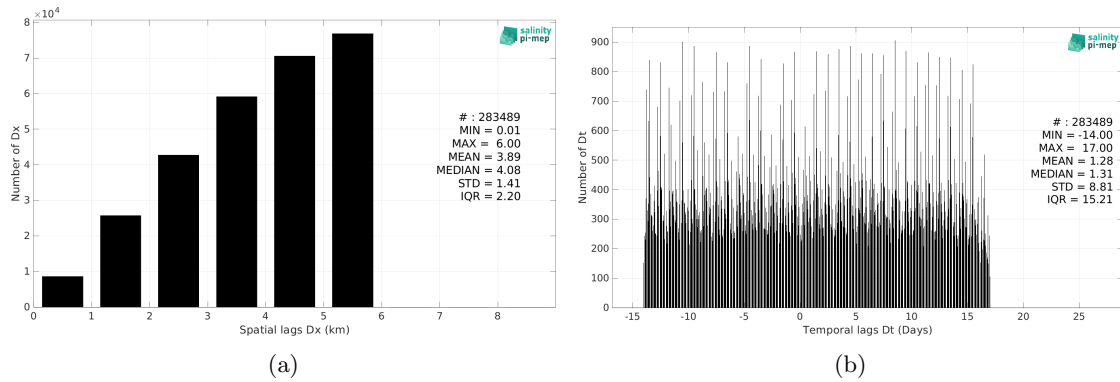 ×10⁴
8
7
6
5
4
3
2
1
0
Number of Dx
0 1 2 3 4 5 6 7 8
Spatial lags Dx (km)
salinity
pi-mep
# : 283489
MIN = 0.01
MAX = 6.00
MEAN = 3.89
MEDIAN = 4.08
STD = 1.41
IQR = 2.20
(a)
900
800
700
600
500
400
300
200
100
0
Number of Dt
-15 -10 -5 0 5 10 15 20 25
Temporal lags Dt (Days)
salinity
pi-mep
# : 283489
MIN = -14.00
MAX = 17.00
MEAN = 1.28
MEDIAN = 1.31
STD = 8.81
IQR = 15.21
(b)